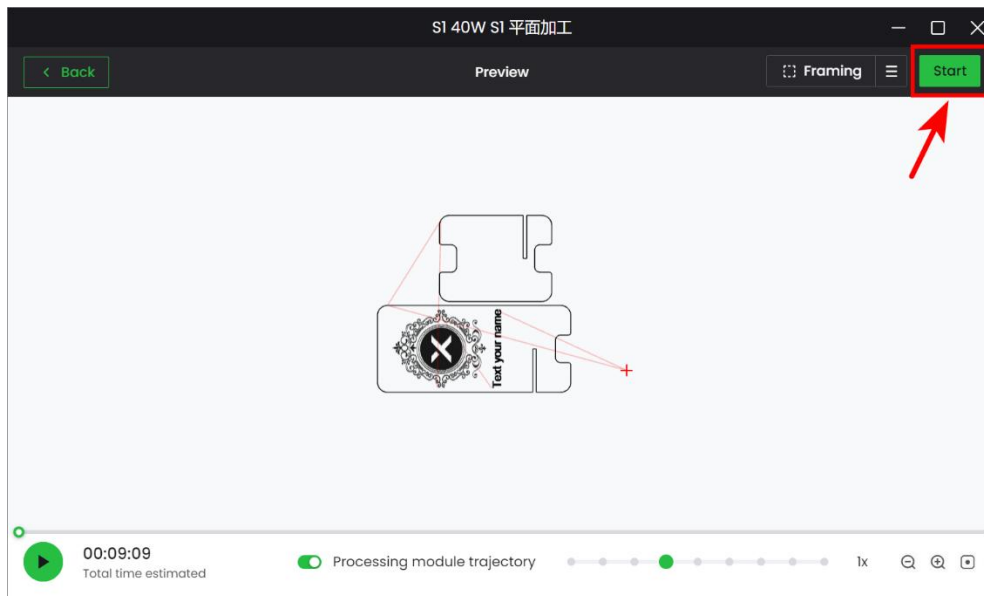 S1 40W S1 平面加工
Back
Preview
Framing
Start
Text your name
00:09:09
Total time estimated
Processing module trajectory
1x